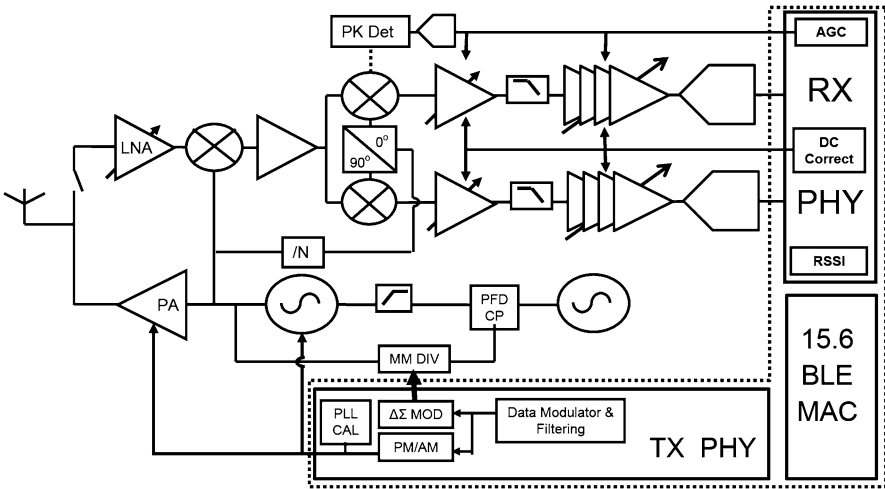 PK Det
AGC
RX
LNA
0°
90°
DC
Correct
PHY
/N
RSSI
PA
PFD
CP
MM DIV
15.6
BLE
MAC
PLL
CAL
ΔΣ MOD
Data Modulator &
Filtering
PM/AM
TX PHY